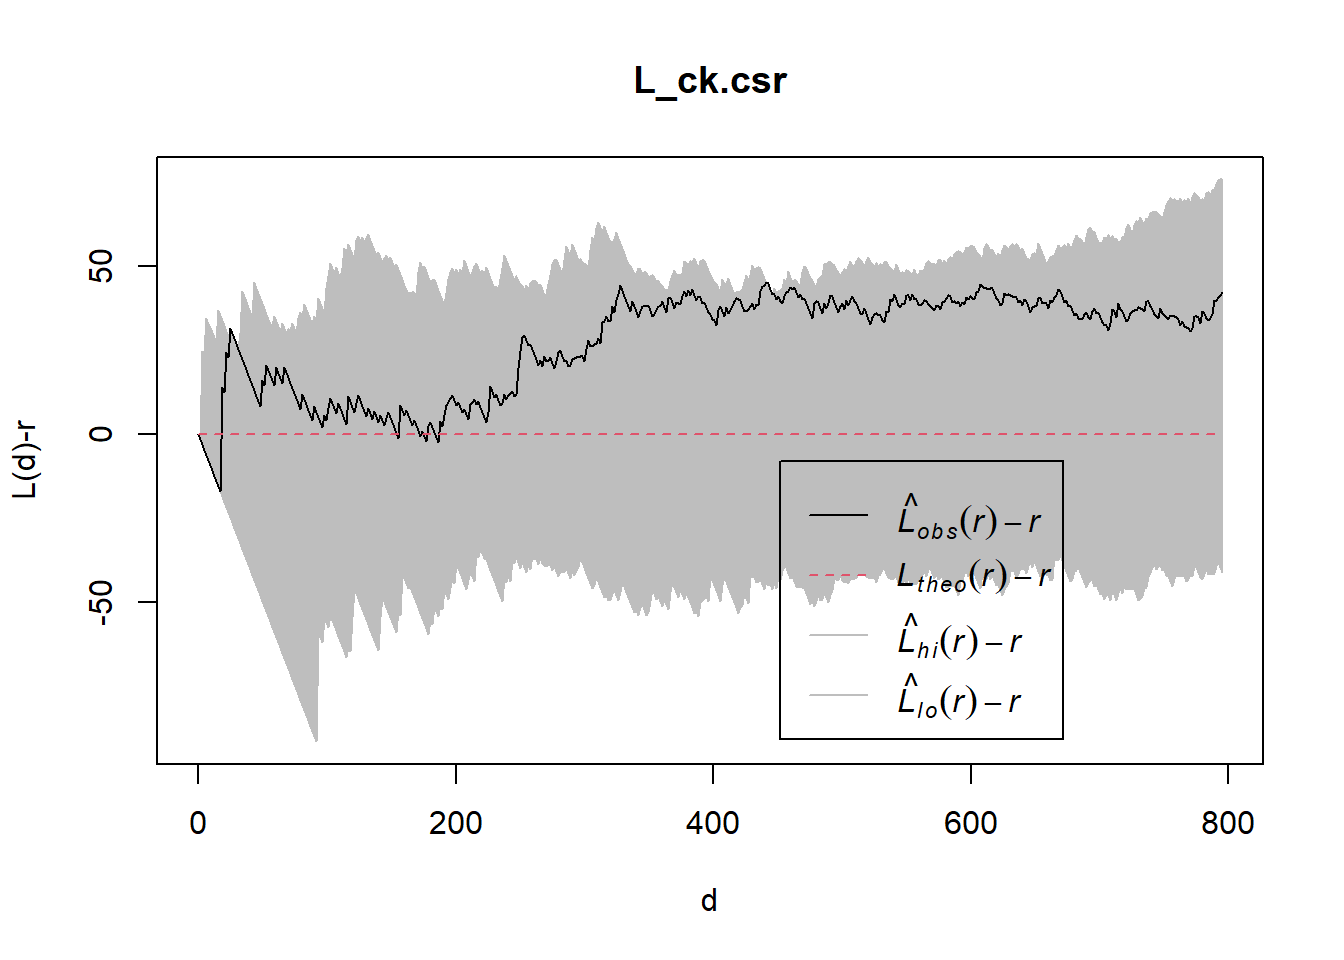 L_ck.csr
L(d)-r
50
0
-50
0 200 400 600 800
d
L̂obs(r) – r
Ltheo(r) – r
L̂hi(r) – r
L̂lo(r) – r